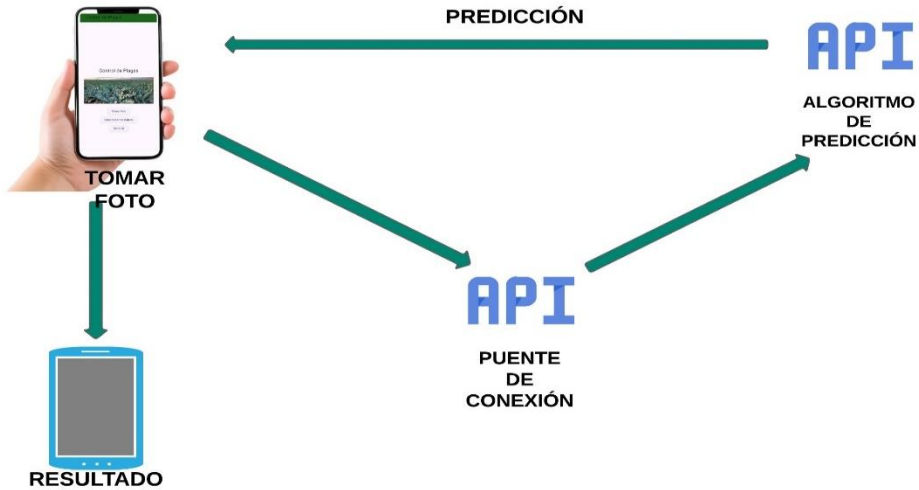 PREDICCIÓN
API
ALGORITMO
DE
PREDICCIÓN
Control de Plagas
TOMAR
FOTO
API
PUENTE
DE
CONEXIÓN
RESULTADO